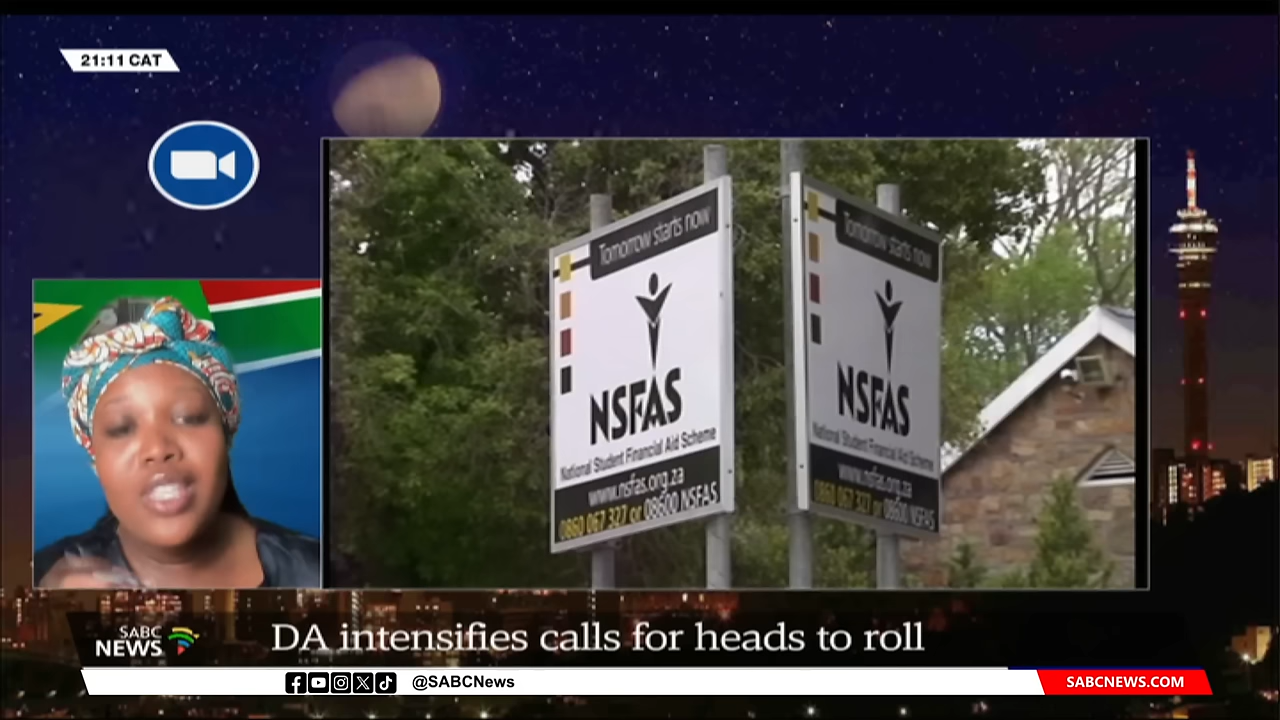 21:11 CAT
Tomorrow starts now
NSFAS
National Student Financial Aid Scheme
www.nsfas.org.za
0860 067 327 or 08600 NSFAS
Tomorrow starts now
NSFAS
National Student Financial Aid Scheme
www.nsfas.org.za
0860 067 327 or 08600 NSFAS
SABC
NEWS
DA intensifies calls for heads to roll
@SABCNews
SABCNEWS.COM